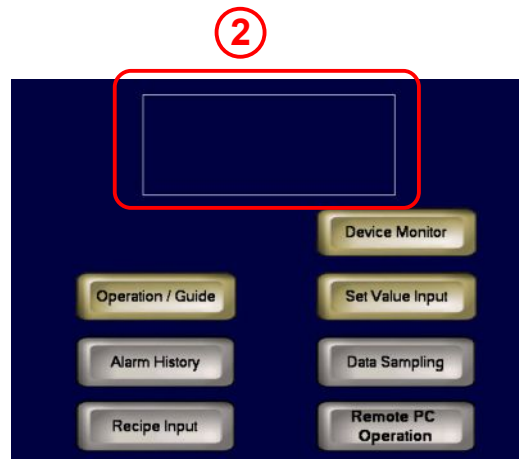 2
Device Monitor
Operation / Guide
Set Value Input
Alarm History
Data Sampling
Recipe Input
Remote PC
Operation